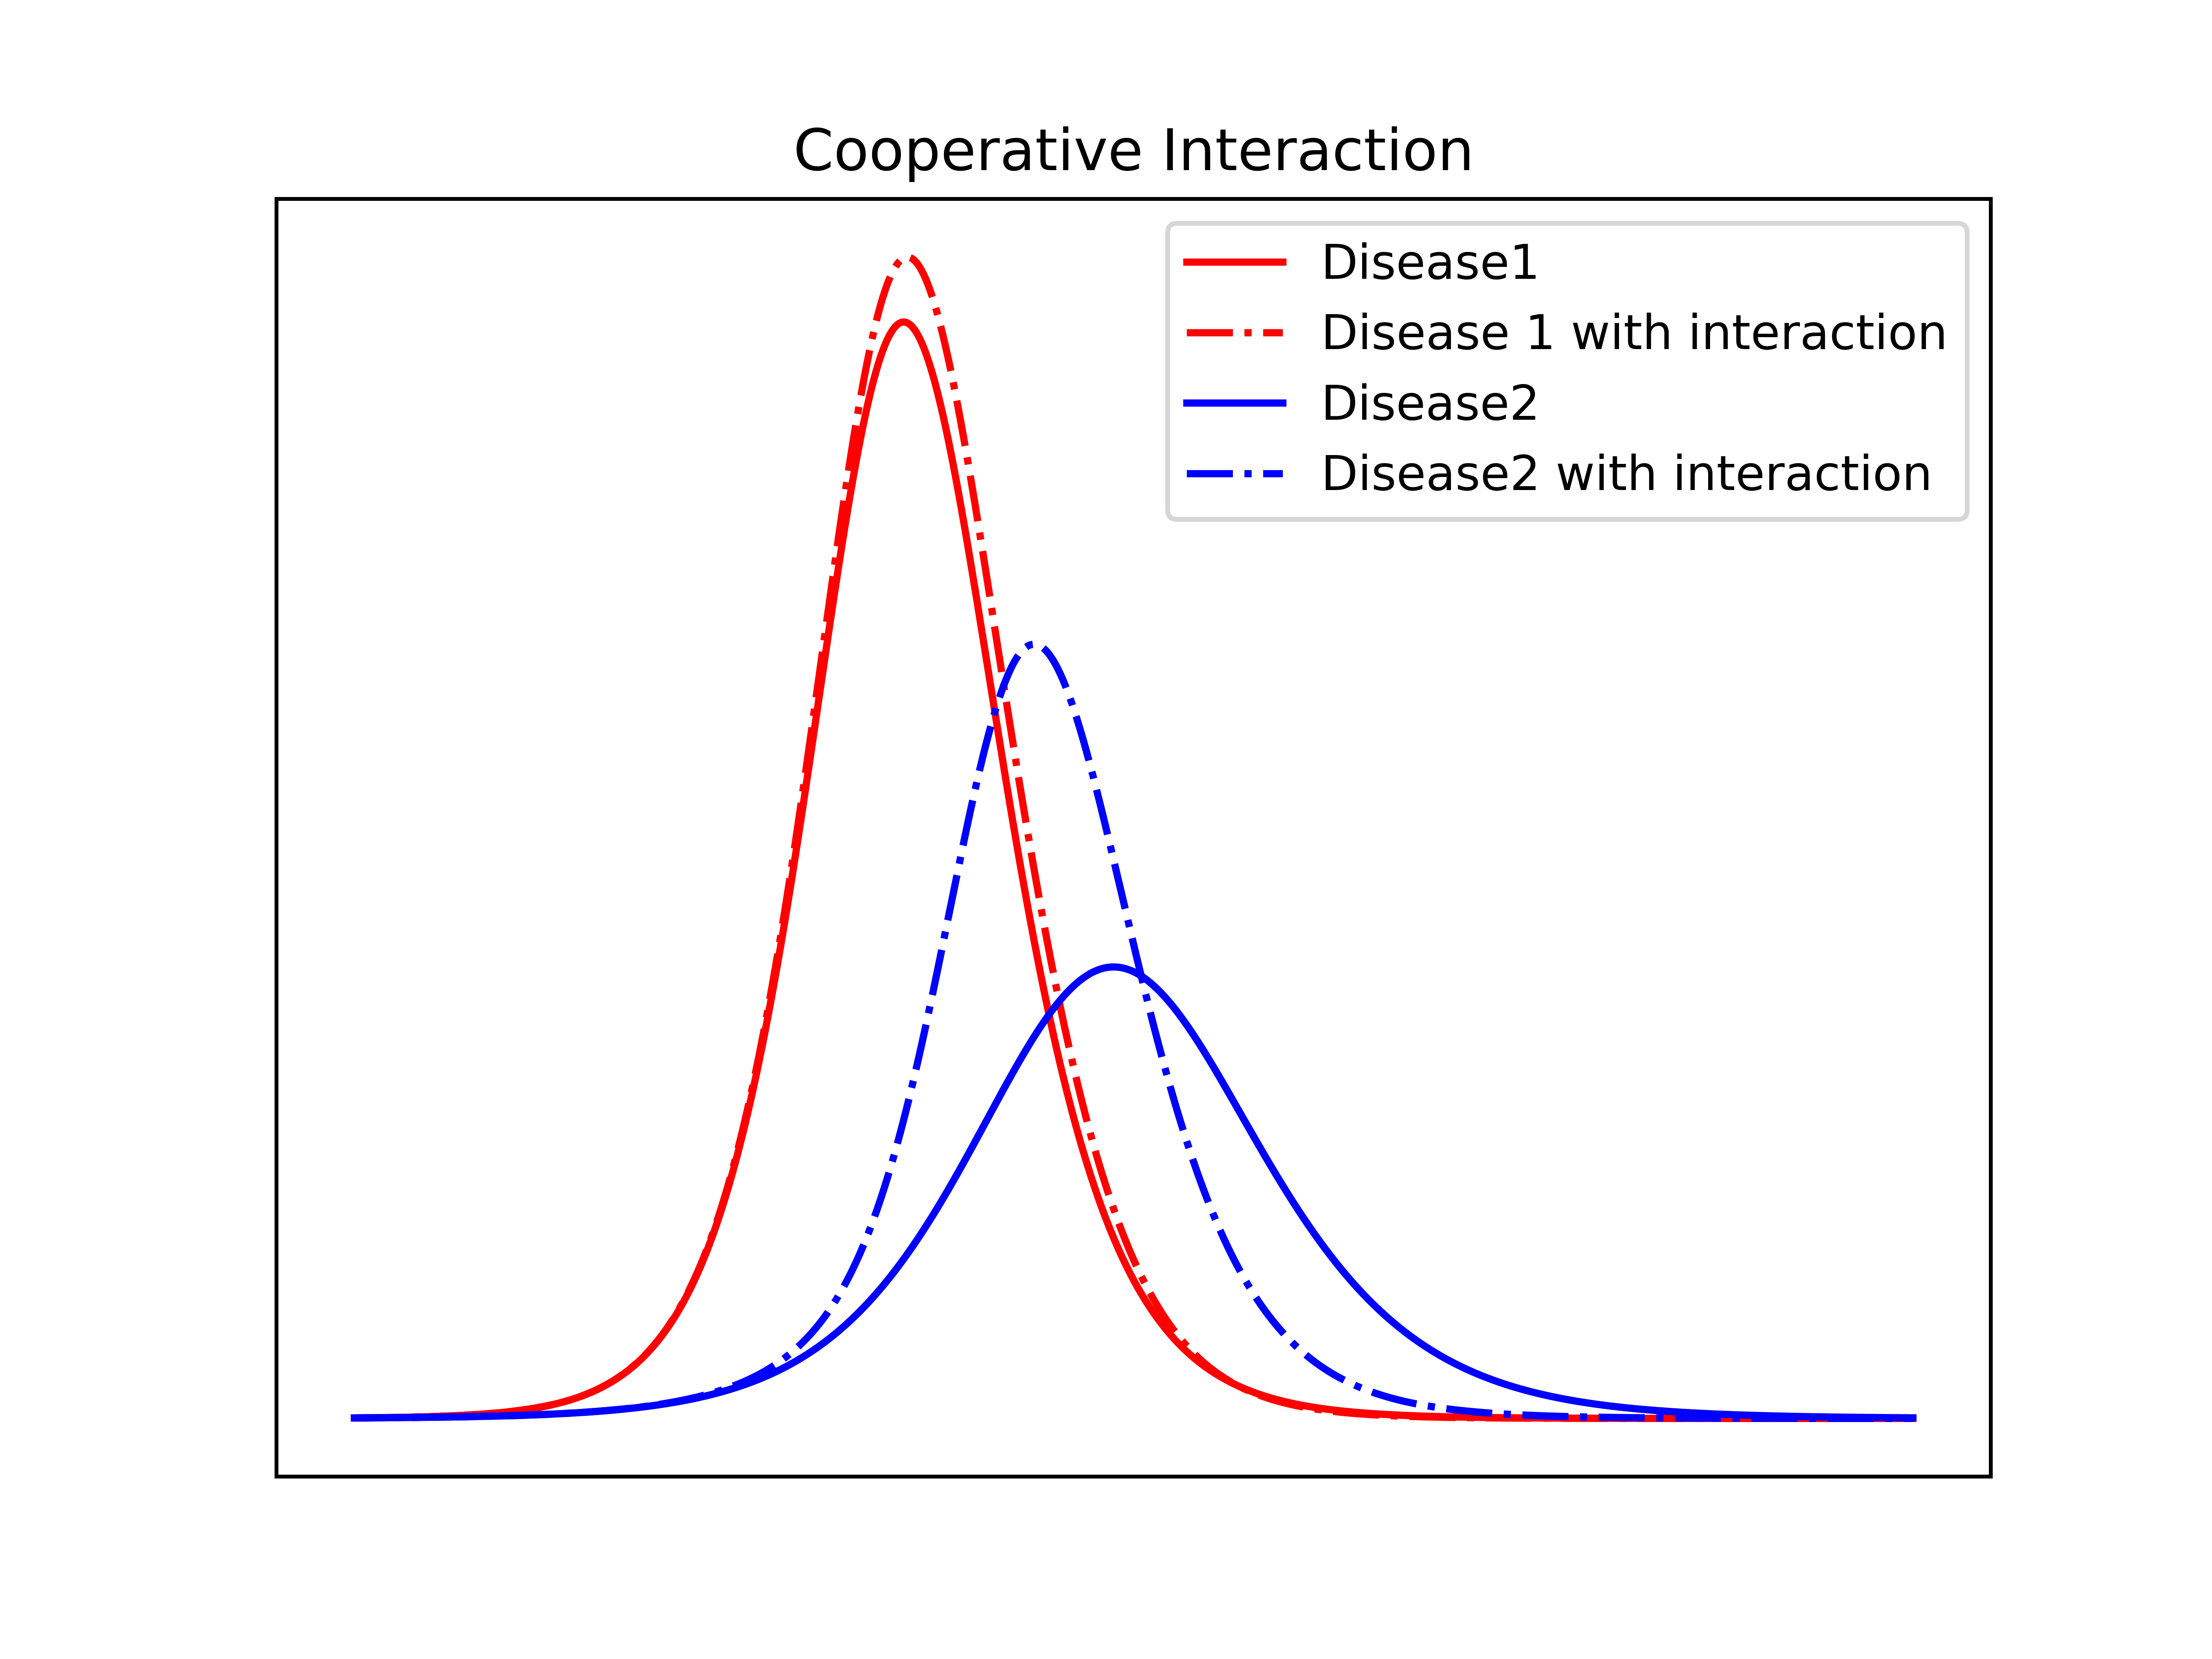 Cooperative Interaction
Disease1
Disease 1 with interaction
Disease2
Disease2 with interaction